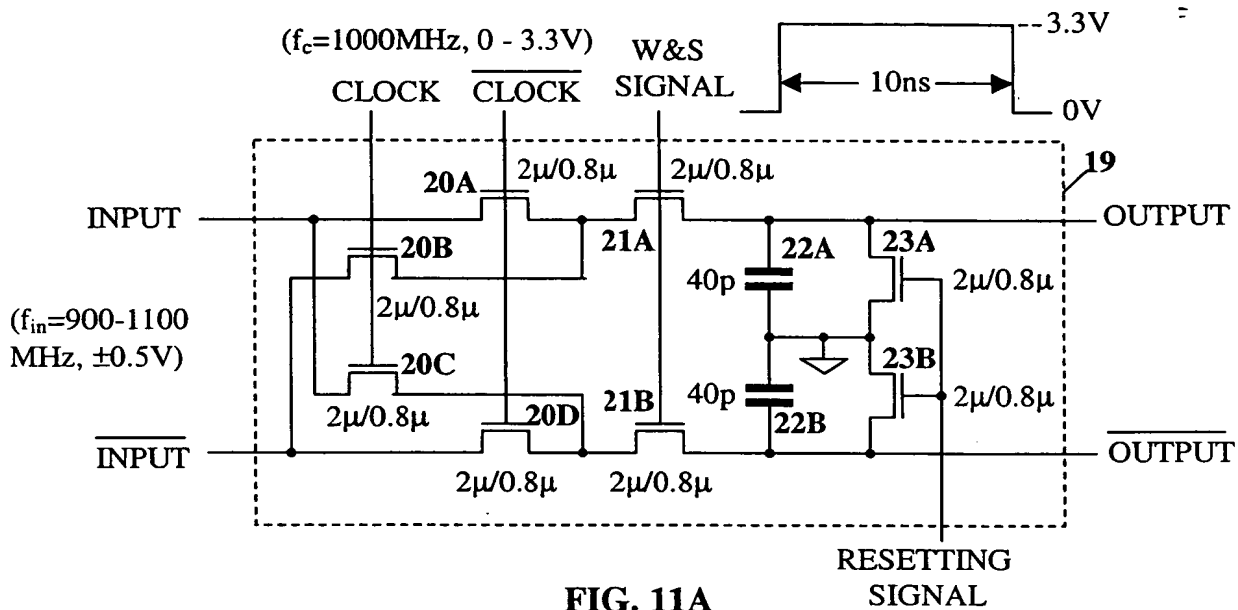 (fc=1000MHz, 0 - 3.3V)
W&S
SIGNAL
3.3V
10ns
0V
CLOCK
CLOCK
19
20A
2µ/0.8µ
2µ/0.8µ
INPUT
OUTPUT
20B
21A
22A
23A
2µ/0.8µ
40p
2µ/0.8µ
(fin=900-1100
MHz, ±0.5V)
20C
23B
2µ/0.8µ
20D
21B
40p
22B
2µ/0.8µ
INPUT
OUTPUT
2µ/0.8µ
2µ/0.8µ
RESETTING
SIGNAL
FIG. 11A